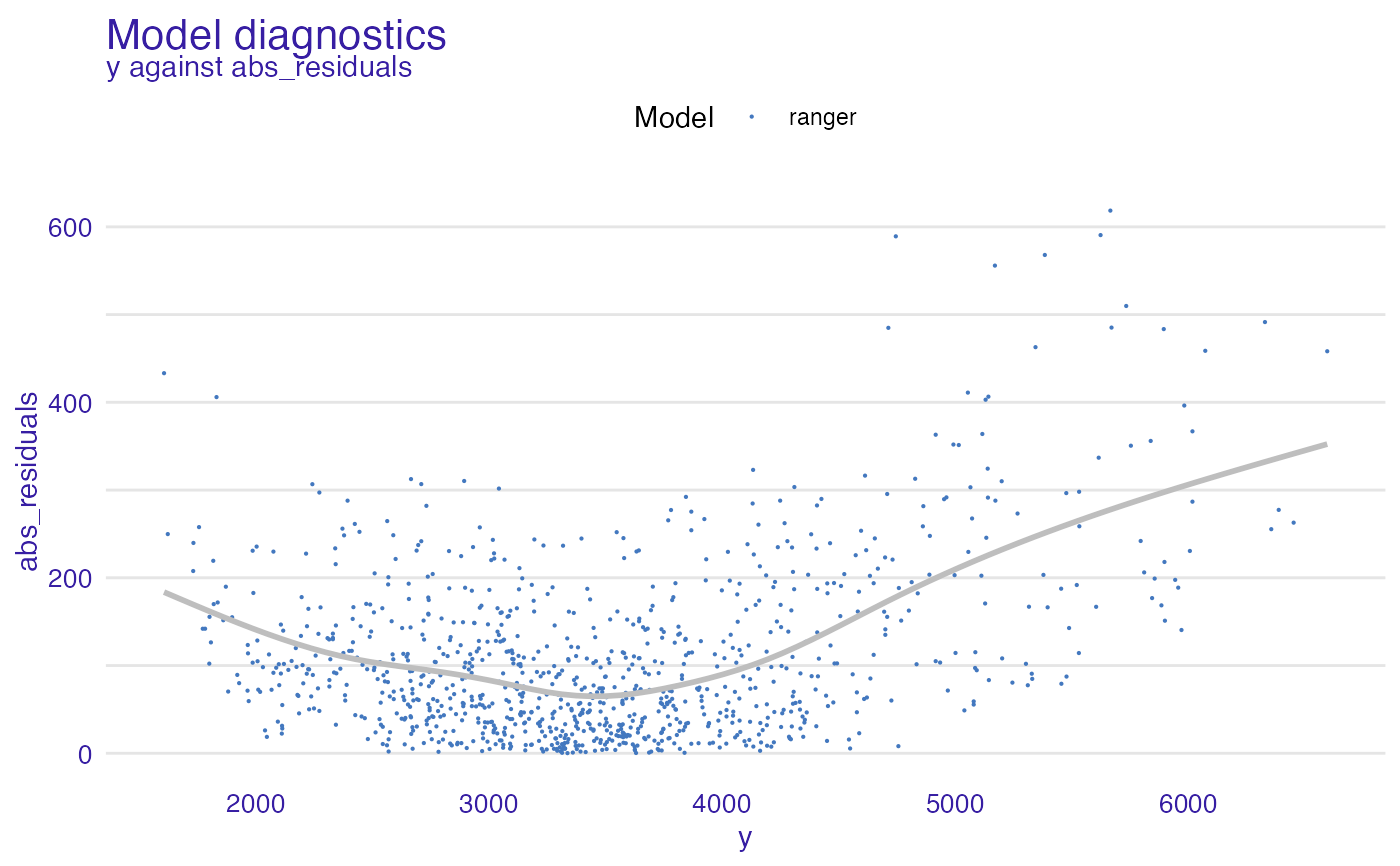 Model diagnostics
y against abs_residuals
Model ranger
600
400
200
0
abs_residuals
2000 3000 4000 5000 6000
y